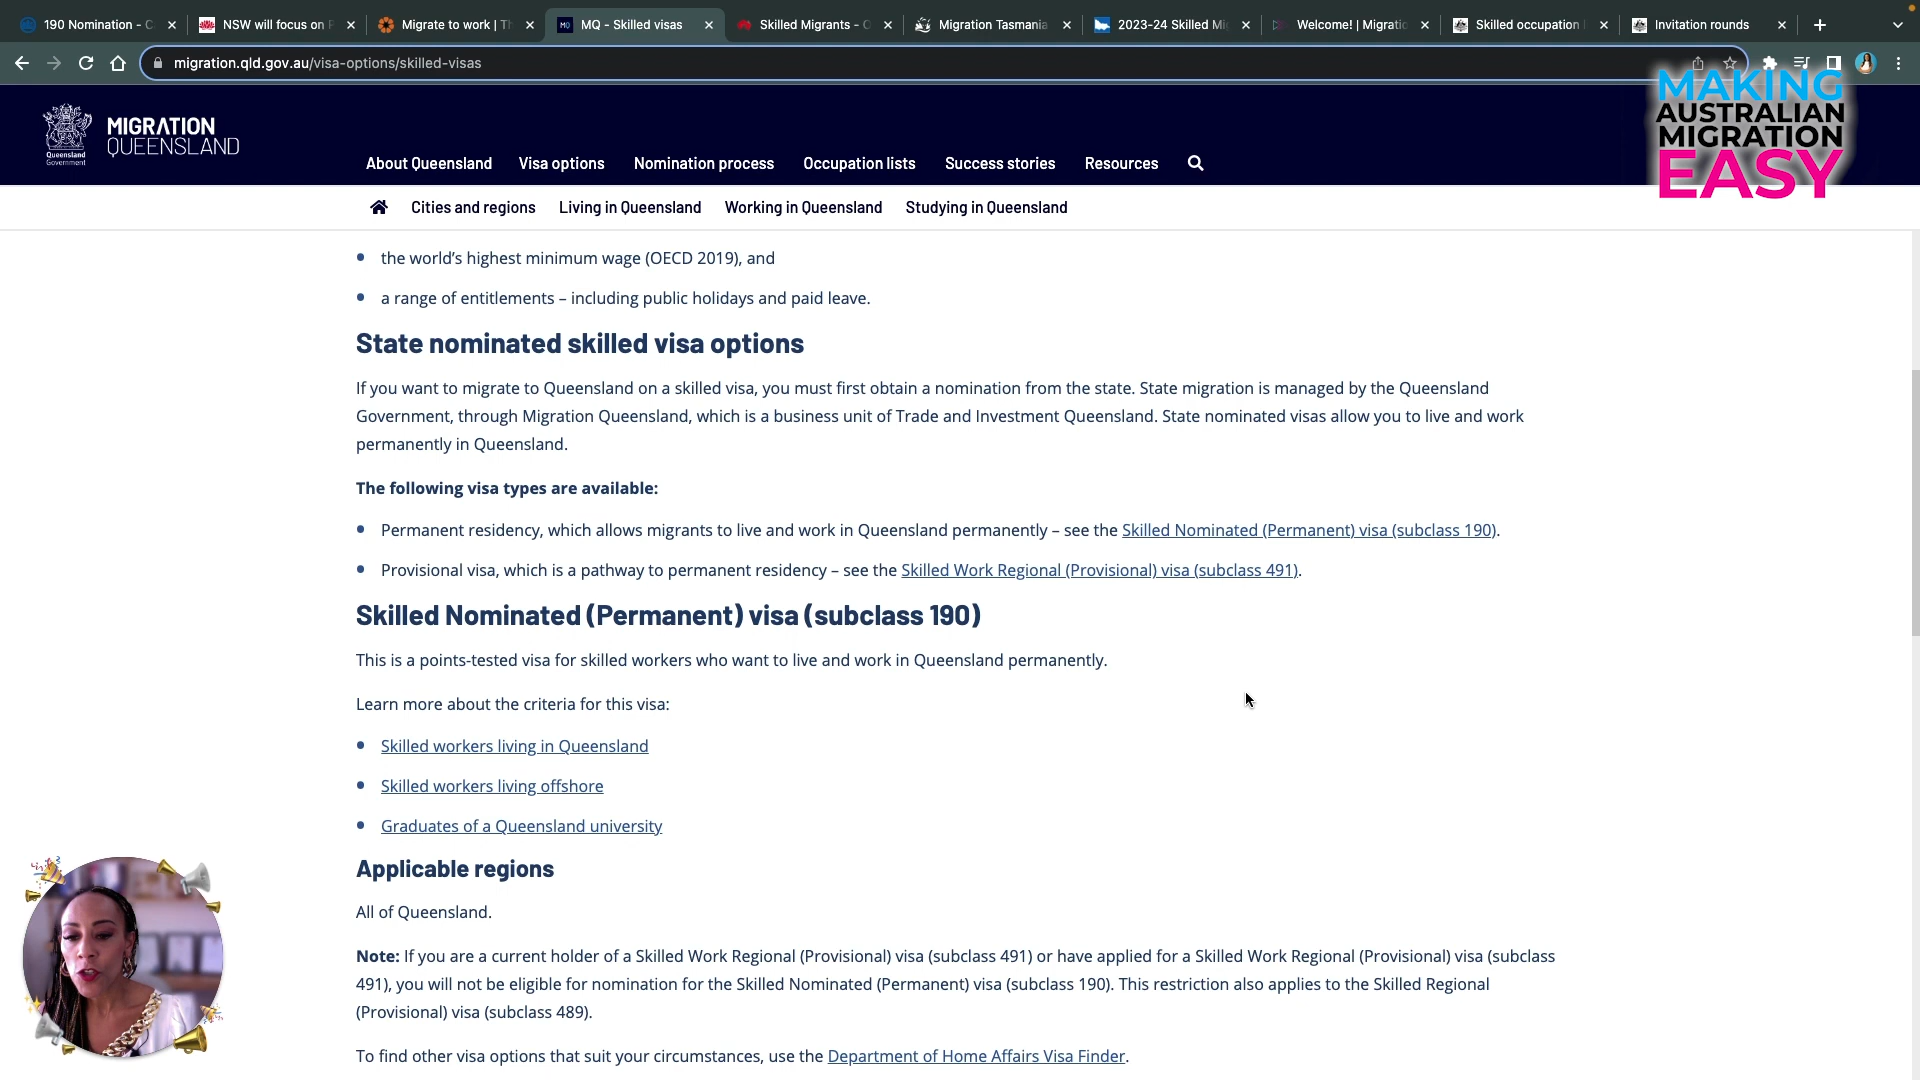 190 Nomination - C
NSW will focus on F
Migrate to work | Th
MQ - Skilled visas
Skilled Migrants - O
Migration Tasmania
2023-24 Skilled Mi
Welcome! | Migratio
Skilled occupation
Invitation rounds
migration.qld.gov.au/visa-options/skilled-visas
MAKING
AUSTRALIAN
MIGRATION
EASY
Queensland
Government
MIGRATION
QUEENSLAND
About Queensland
Visa options
Nomination process
Occupation lists
Success stories
Resources
Cities and regions
Living in Queensland
Working in Queensland
Studying in Queensland
• the world’s highest minimum wage (OECD 2019), and
• a range of entitlements – including public holidays and paid leave.
State nominated skilled visa options
If you want to migrate to Queensland on a skilled visa, you must first obtain a nomination from the state. State migration is managed by the Queensland
Government, through Migration Queensland, which is a business unit of Trade and Investment Queensland. State nominated visas allow you to live and work
permanently in Queensland.
The following visa types are available:
• Permanent residency, which allows migrants to live and work in Queensland permanently – see the Skilled Nominated (Permanent) visa (subclass 190).
• Provisional visa, which is a pathway to permanent residency – see the Skilled Work Regional (Provisional) visa (subclass 491).
Skilled Nominated (Permanent) visa (subclass 190)
This is a points-tested visa for skilled workers who want to live and work in Queensland permanently.
Learn more about the criteria for this visa:
• Skilled workers living in Queensland
• Skilled workers living offshore
• Graduates of a Queensland university
Applicable regions
All of Queensland.
Note: If you are a current holder of a Skilled Work Regional (Provisional) visa (subclass 491) or have applied for a Skilled Work Regional (Provisional) visa (subclass
491), you will not be eligible for nomination for the Skilled Nominated (Permanent) visa (subclass 190). This restriction also applies to the Skilled Regional
(Provisional) visa (subclass 489).
To find other visa options that suit your circumstances, use the Department of Home Affairs Visa Finder.